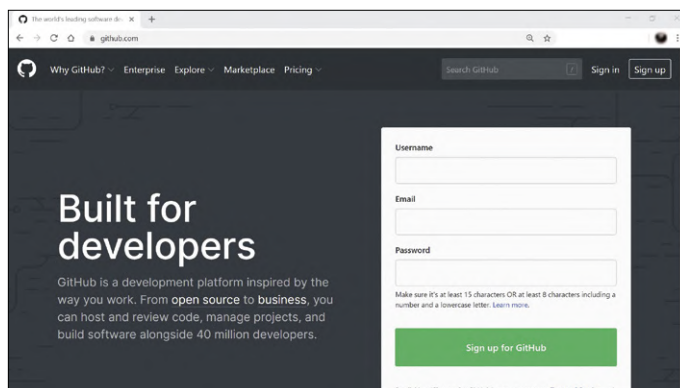 The world's leading software de
github.com
Why GitHub? Enterprise Explore Marketplace Pricing
Search GitHub /
Sign in Sign up
Built for
developers
GitHub is a development platform inspired by the
way you work. From open source to business, you
can host and review code, manage projects, and
build software alongside 40 million developers.
Username
Email
Password
Make sure it's at least 15 characters OR at least 8 characters including a
number and a lowercase letter. Learn more.
Sign up for GitHub